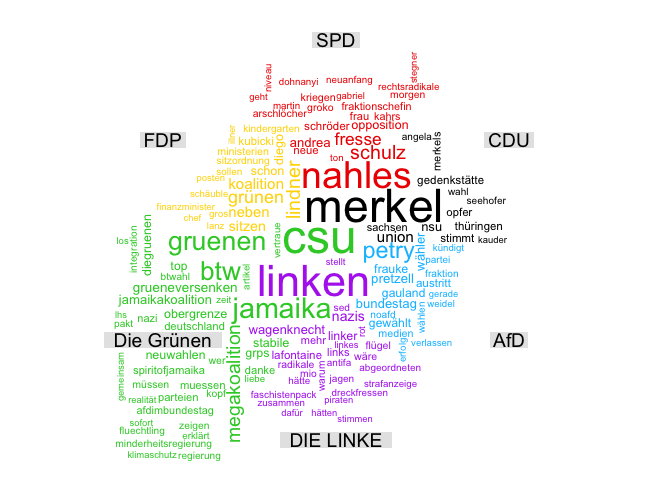 SPD
niveau
dohnanyi neuanfang
stegner
geht
kriegen gabriel
rechtsradikale
morgen
martin groko fraktionschefin
arschlöcher
frau kahrs
FDP
CDU
illner
kindergarten
schröder opposition
kubicki
diego
andrea fresse
angela
merkels
ministerien
neue
ton
schulz
sitzordnung
schon
sollen
posten
koalition
lindner
nahles
gedenkstätte
schäuble
grünen
wahl
seehofer
finanzminister
merkel
opfer
chef gros neben
lanz sitzen
sachsen nsu thüringen
integration
diegruenen
los
gruenen
vertraue
csu
union
stimmt kauder
petry
wähler
kündigt
partei
stellt
top
btwahl
btw
artikel
linken
frauke
pretzell
fraktion
austritt
grueneversenken
gauland gerade
jamaikakoalition zeit
jamaika
sed
bundestag
wählen
weidel
lhs
pakt
nazi
obergrenze
deutschland
nazis
noafd
gewählt
Die Grünen
megakoalition
wagenknecht
linker
rot
medien
erfolg
verlassen
AfD
stabile
mehr
linkes flügel
gemeinsam
neuwahlen
wer
grps
lafontaine links
wäre
spiritofjamaika
danke
radikale
antifa
abgeordneten
liebe
mio
warum
jagen
müssen muessen
hätte
strafanzeige
realität parteien
kopf
faschistenpack
dreckfressen
afdimbundestag
zusammen
piraten
sofort
fluechtling
zeigen
erklärt
dafür hätten
stimmen
minderheitsregierung
klimaschutz regierung
DIE LINKE